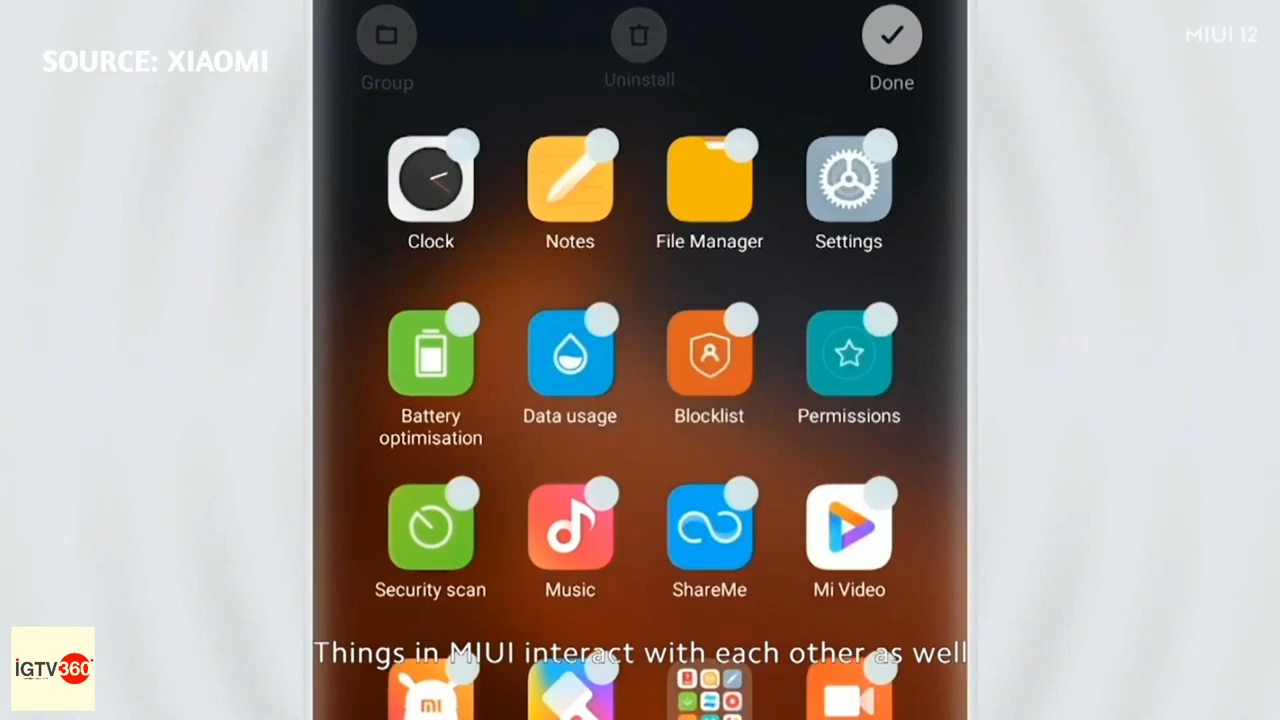 SOURCE: XIAOMI
MIUI 12
Group
Uninstall
Done
Clock
Notes
File Manager
Settings
Battery
optimisation
Data usage
Blocklist
Permissions
Security scan
Music
ShareMe
Mi Video
Things in MIUI interact with each other as well
iGTV360°
mi